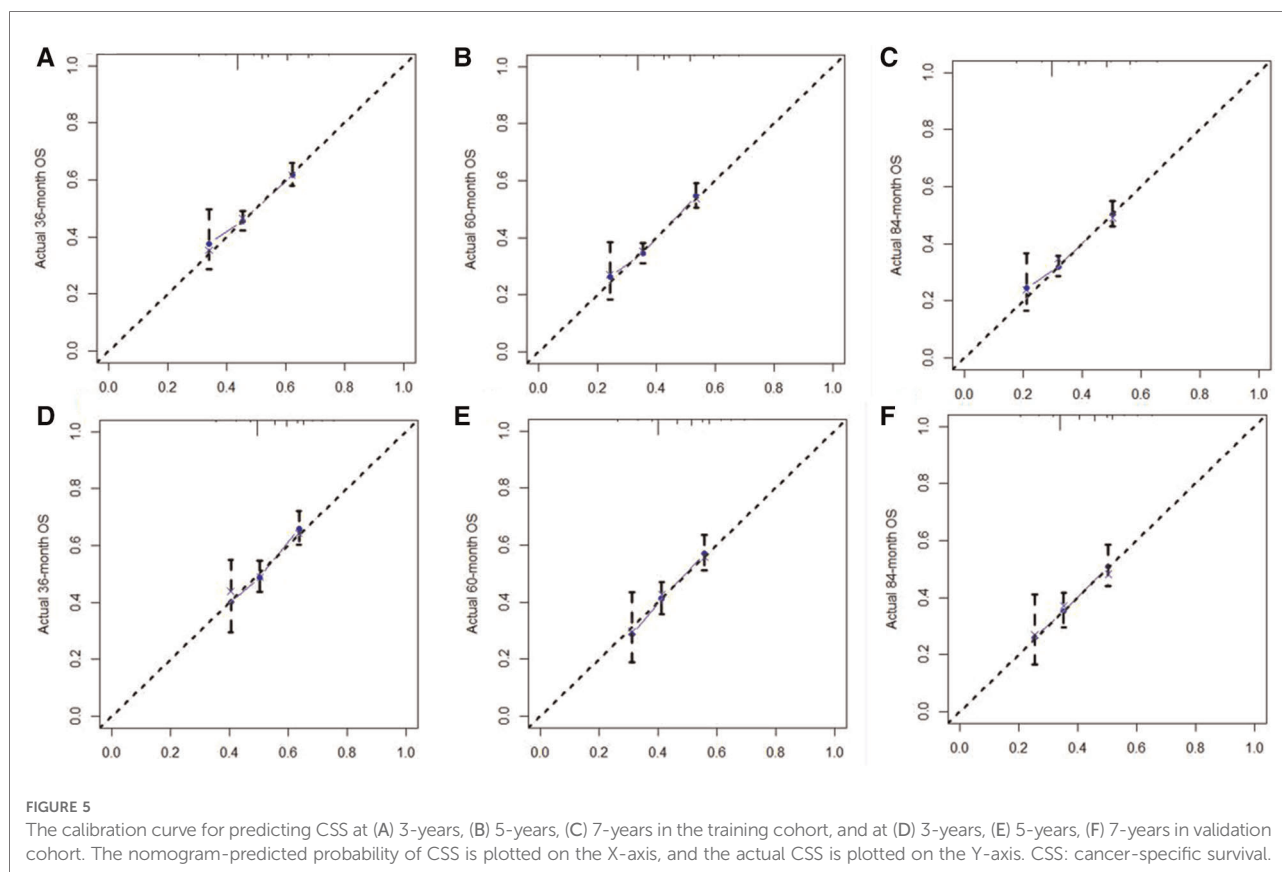 A
B
C
Actual 36-month OS
0.0 0.2 0.4 0.6 0.8 1.0
0.0 0.2 0.4 0.6 0.8 1.0
Actual 60-month OS
0.0 0.2 0.4 0.6 0.8 1.0
0.0 0.2 0.4 0.6 0.8 1.0
Actual 84-month OS
0.0 0.2 0.4 0.6 0.8 1.0
0.0 0.2 0.4 0.6 0.8 1.0
D
E
F
Actual 36-month OS
0.0 0.2 0.4 0.6 0.8 1.0
0.0 0.2 0.4 0.6 0.8 1.0
Actual 60-month OS
0.0 0.2 0.4 0.6 0.8 1.0
0.0 0.2 0.4 0.6 0.8 1.0
Actual 84-month OS
0.0 0.2 0.4 0.6 0.8 1.0
0.0 0.2 0.4 0.6 0.8 1.0
FIGURE 5
The calibration curve for predicting CSS at (A) 3-years, (B) 5-years, (C) 7-years in the training cohort, and at (D) 3-years, (E) 5-years, (F) 7-years in validation
cohort. The nomogram-predicted probability of CSS is plotted on the X-axis, and the actual CSS is plotted on the Y-axis. CSS: cancer-specific survival.